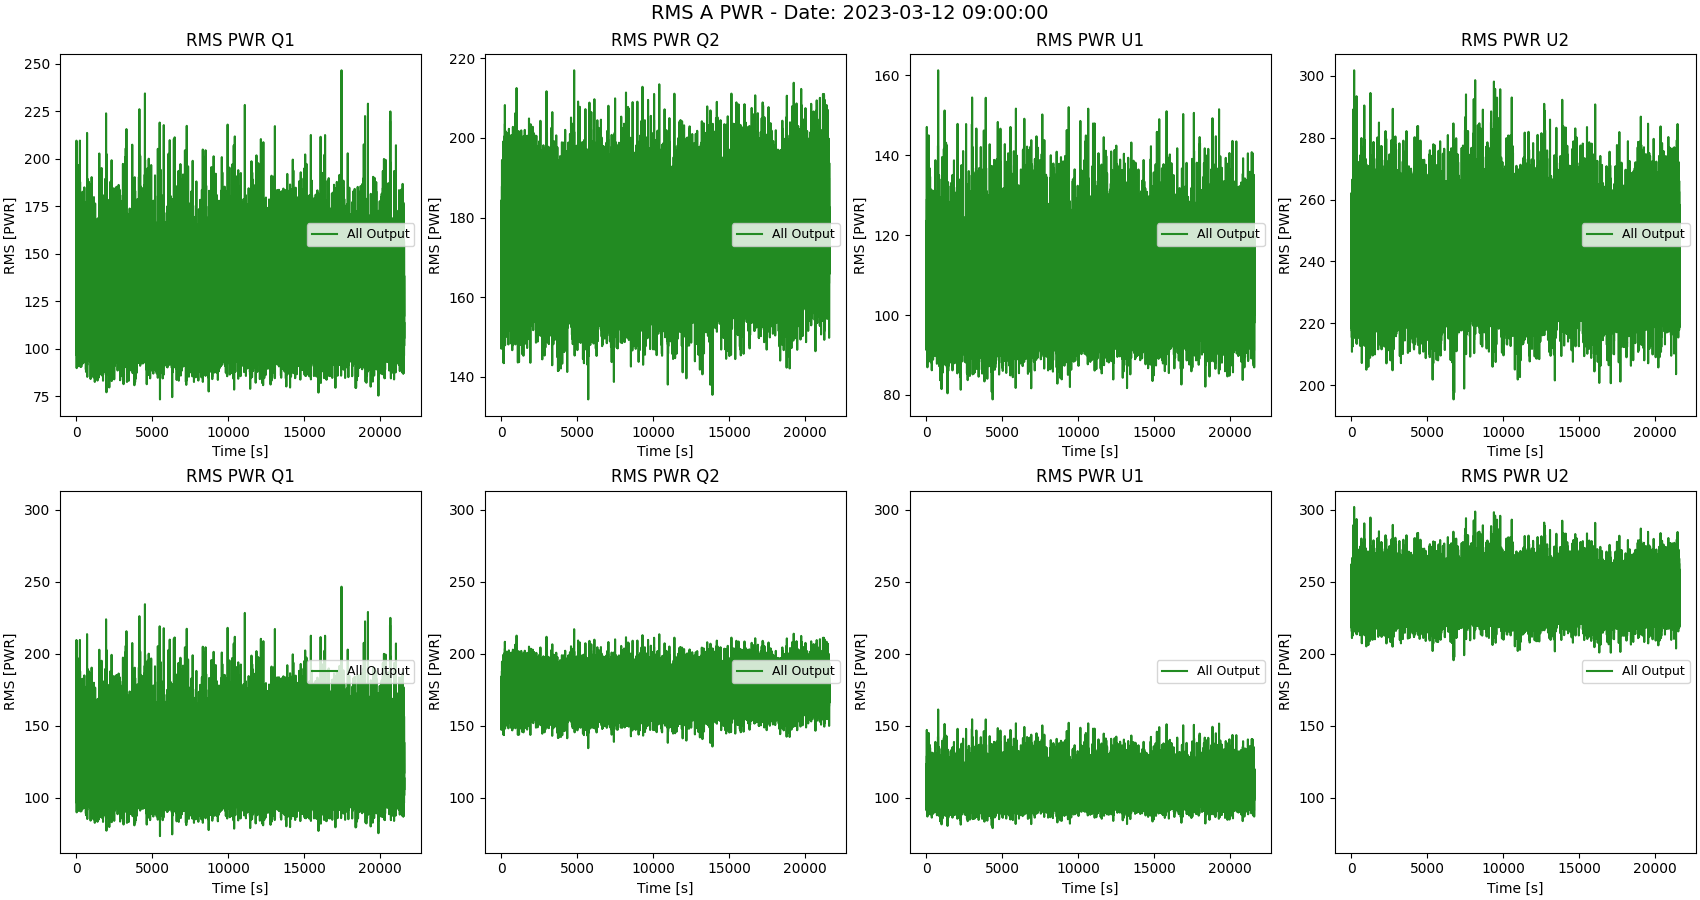 RMS A PWR - Date: 2023-03-12 09:00:00
RMS PWR Q1
RMS [PWR]
250
225
200
175
150
125
100
75
All Output
0 5000 10000 15000 20000
Time [s]
RMS PWR Q2
RMS [PWR]
220
200
180
160
140
All Output
0 5000 10000 15000 20000
Time [s]
RMS PWR U1
RMS [PWR]
160
140
120
100
80
All Output
0 5000 10000 15000 20000
Time [s]
RMS PWR U2
RMS [PWR]
300
280
260
240
220
200
All Output
0 5000 10000 15000 20000
Time [s]
RMS PWR Q1
RMS [PWR]
300
250
200
150
100
All Output
0 5000 10000 15000 20000
Time [s]
RMS PWR Q2
RMS [PWR]
300
250
200
150
100
All Output
0 5000 10000 15000 20000
Time [s]
RMS PWR U1
RMS [PWR]
300
250
200
150
100
All Output
0 5000 10000 15000 20000
Time [s]
RMS PWR U2
RMS [PWR]
300
250
200
150
100
All Output
0 5000 10000 15000 20000
Time [s]